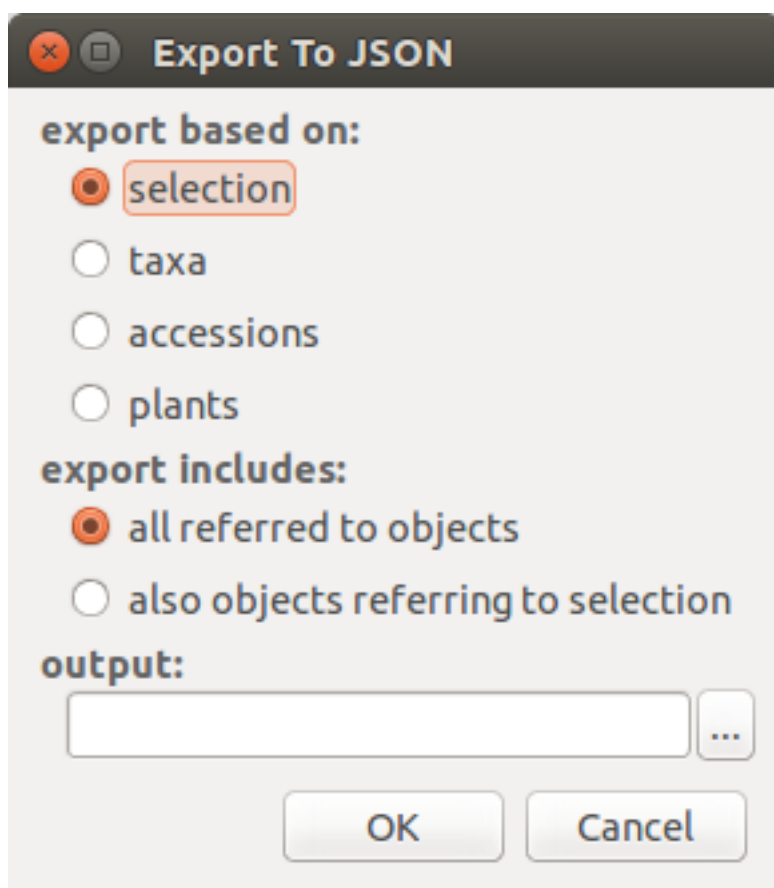 Export To JSON
export based on:
selection
taxa
accessions
plants
export includes:
all referred to objects
also objects referring to selection
output:
...
OK Cancel